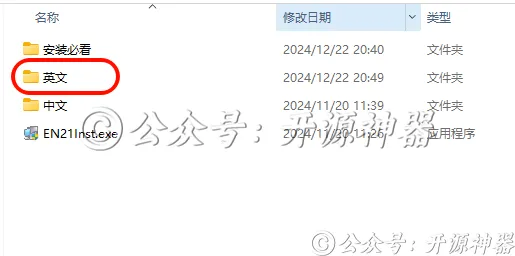 名称 修改日期 类型
安装必看 2024/12/22 20:40 文件夹
英文 2024/12/22 20:49 文件夹
中文 2024/11/20 11:39 文件夹
EN21Inst.exe 2024/11/20 11:26 应用程序
公众号：开源神器
公众号：开源神器